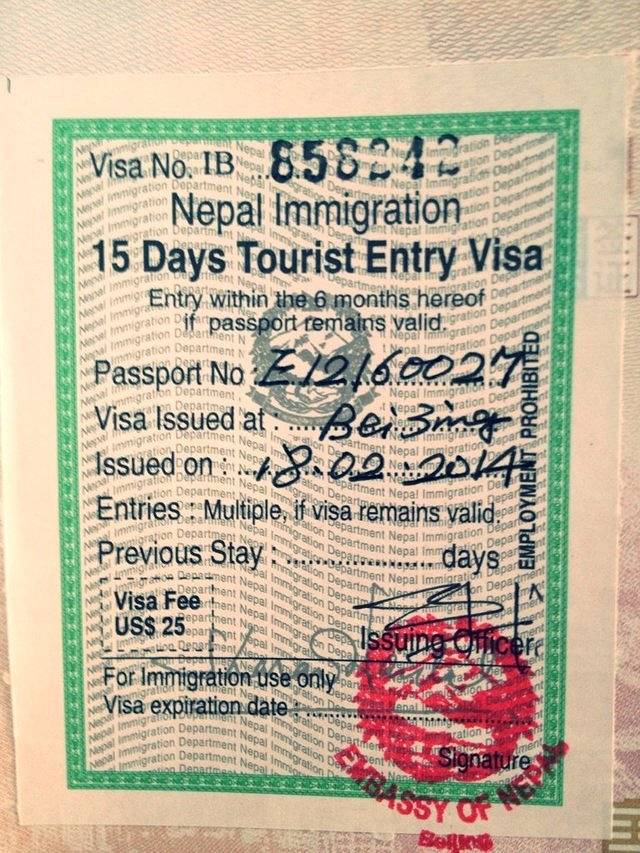 Visa No. IB 858242
Nepal Immigration
15 Days Tourist Entry Visa
Entry within the 6 months hereof
if passport remains valid.
Passport No : E12160027
Visa Issued at : BeiJing
Issued on : 18.02.2014
Entries : Multiple, if visa remains valid.
Previous Stay : days
EMPLOYMENT PROHIBITED
Visa Fee
US$ 25
Issuing Officer
For Immigration use only
Visa expiration date :
Signature
EMBASSY OF NEPAL
Beijing